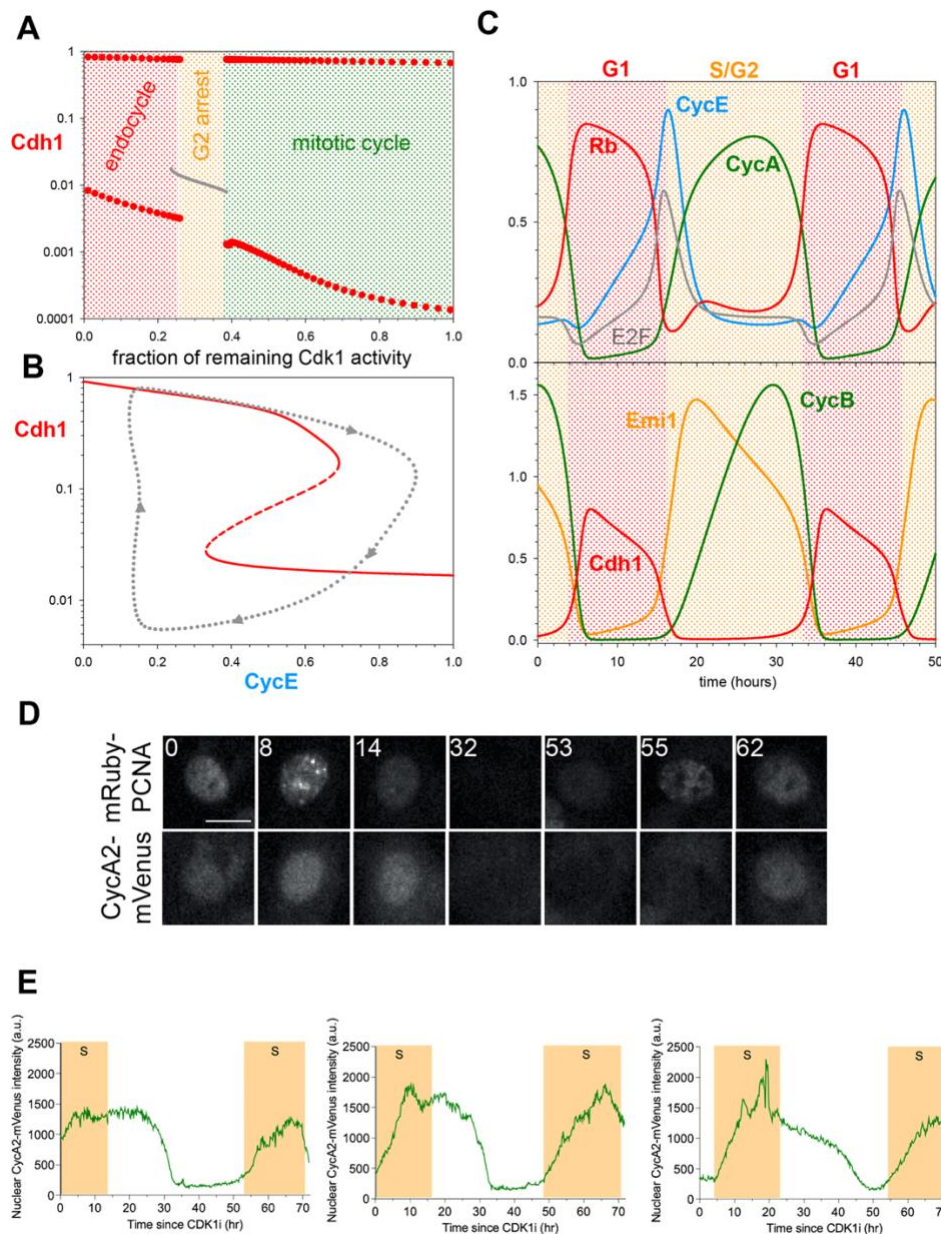 A
1
0.1
Cdh1
0.01
0.001
0.0001
endocycle
G2 arrest
mitotic cycle
0.0 0.2 0.4 0.6 0.8 1.0
fraction of remaining Cdk1 activity
B
1
Cdh1
0.1
0.01
0.0 0.2 0.4 0.6 0.8 1.0
CycE
C
G1 S/G2 G1
1.0
0.5
0.0
CycE
Rb
CycA
E2F
1.5
1.0
0.5
0.0
CycB
Emi1
Cdh1
0 10 20 30 40 50
time (hours)
D
mRuby-
PCNA
0 8 14 32 53 55 62
CycA2-
mVenus
E
Nuclear CycA2-mVenus intensity (a.u.)
2500
2000
1500
1000
500
0
S S
0 10 20 30 40 50 60 70
Time since CDK1i (hr)
Nuclear CycA2-mVenus intensity (a.u.)
2500
2000
1500
1000
500
0
S S
0 10 20 30 40 50 60 70
Time since CDK1i (hr)
Nuclear CycA2-mVenus intensity (a.u.)
2500
2000
1500
1000
500
0
S S
0 10 20 30 40 50 60 70
Time since CDK1i (hr)